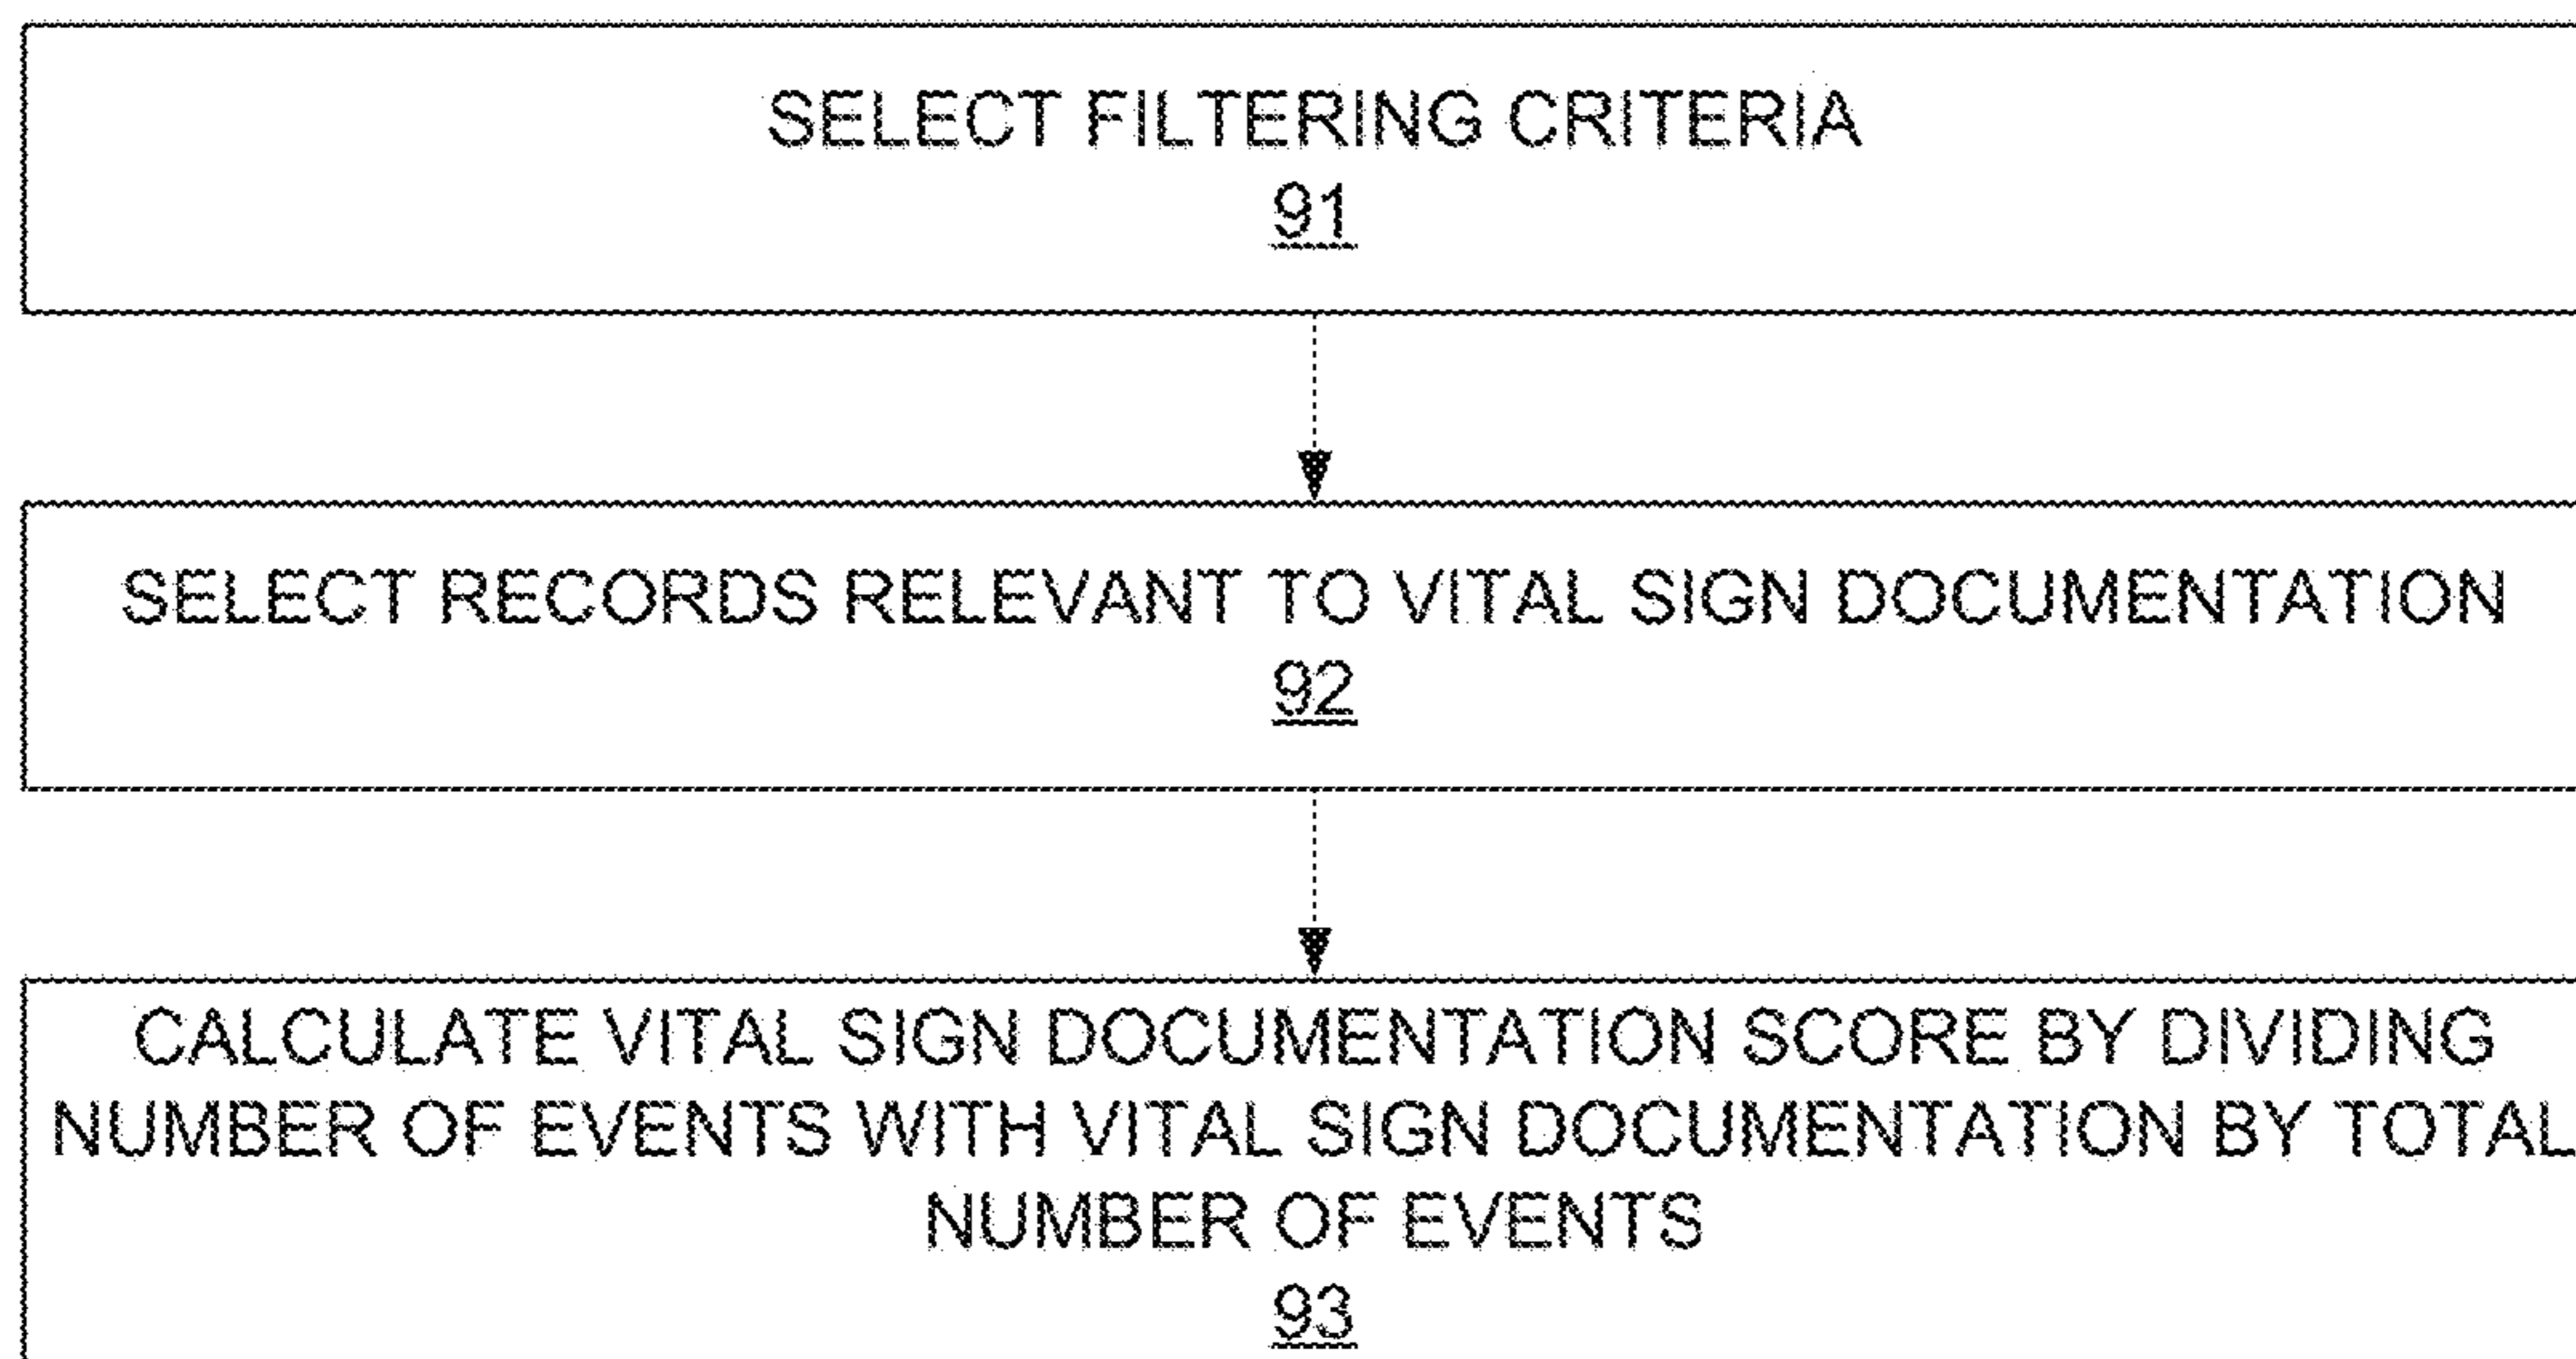 SELECT FILTERING CRITERIA
91
SELECT RECORDS RELEVANT TO VITAL SIGN DOCUMENTATION
92
CALCULATE VITAL SIGN DOCUMENTATION SCORE BY DIVIDING
NUMBER OF EVENTS WITH VITAL SIGN DOCUMENTATION BY TOTAL
NUMBER OF EVENTS
93